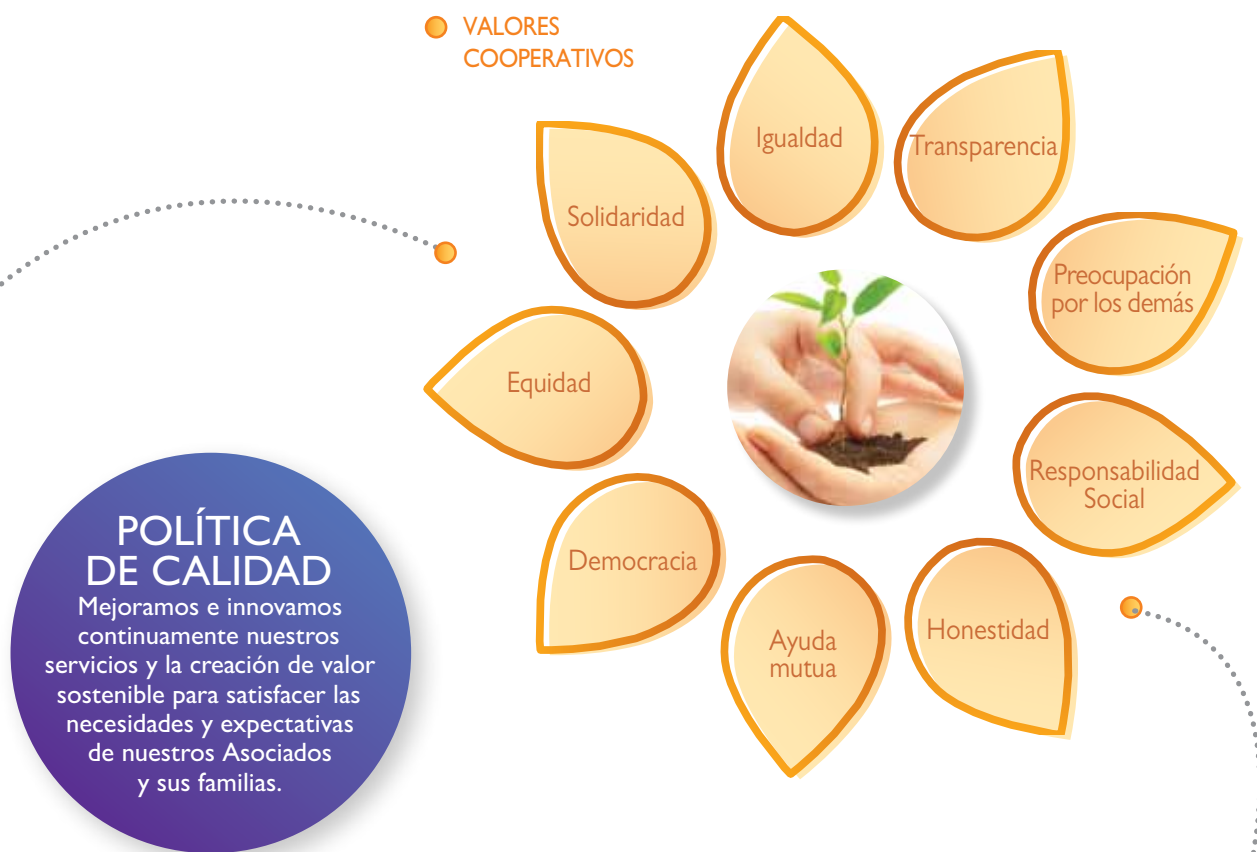 VALORES
COOPERATIVOS
Igualdad
Transparencia
Solidaridad
Preocupación
por los demás
Equidad
Responsabilidad
Social
Democracia
Ayuda
mutua
Honestidad
POLÍTICA
DE CALIDAD
Mejoramos e innovamos
continuamente nuestros
servicios y la creación de valor
sostenible para satisfacer las
necesidades y expectativas
de nuestros Asociados
y sus familias.